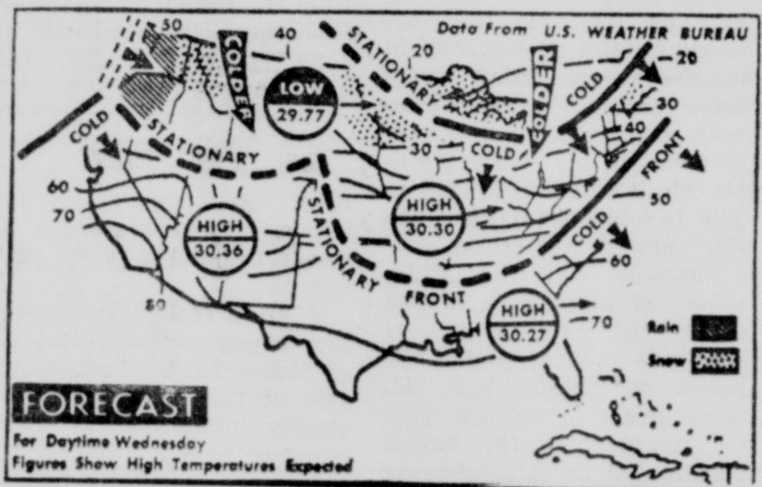 Data From U.S. WEATHER BUREAU
50
COLDER
40
STATIONARY
20
COLDER
COLD
20
LOW
29.77
30
COLD
STATIONARY
30
COLD
40
FRONT
60
70
HIGH
30.36
STATIONARY
HIGH
30.30
50
COLD
60
FRONT
80
HIGH
30.27
70
Rain
Snow
FORECAST
For Daytime Wednesday
Figures Show High Temperatures Expected